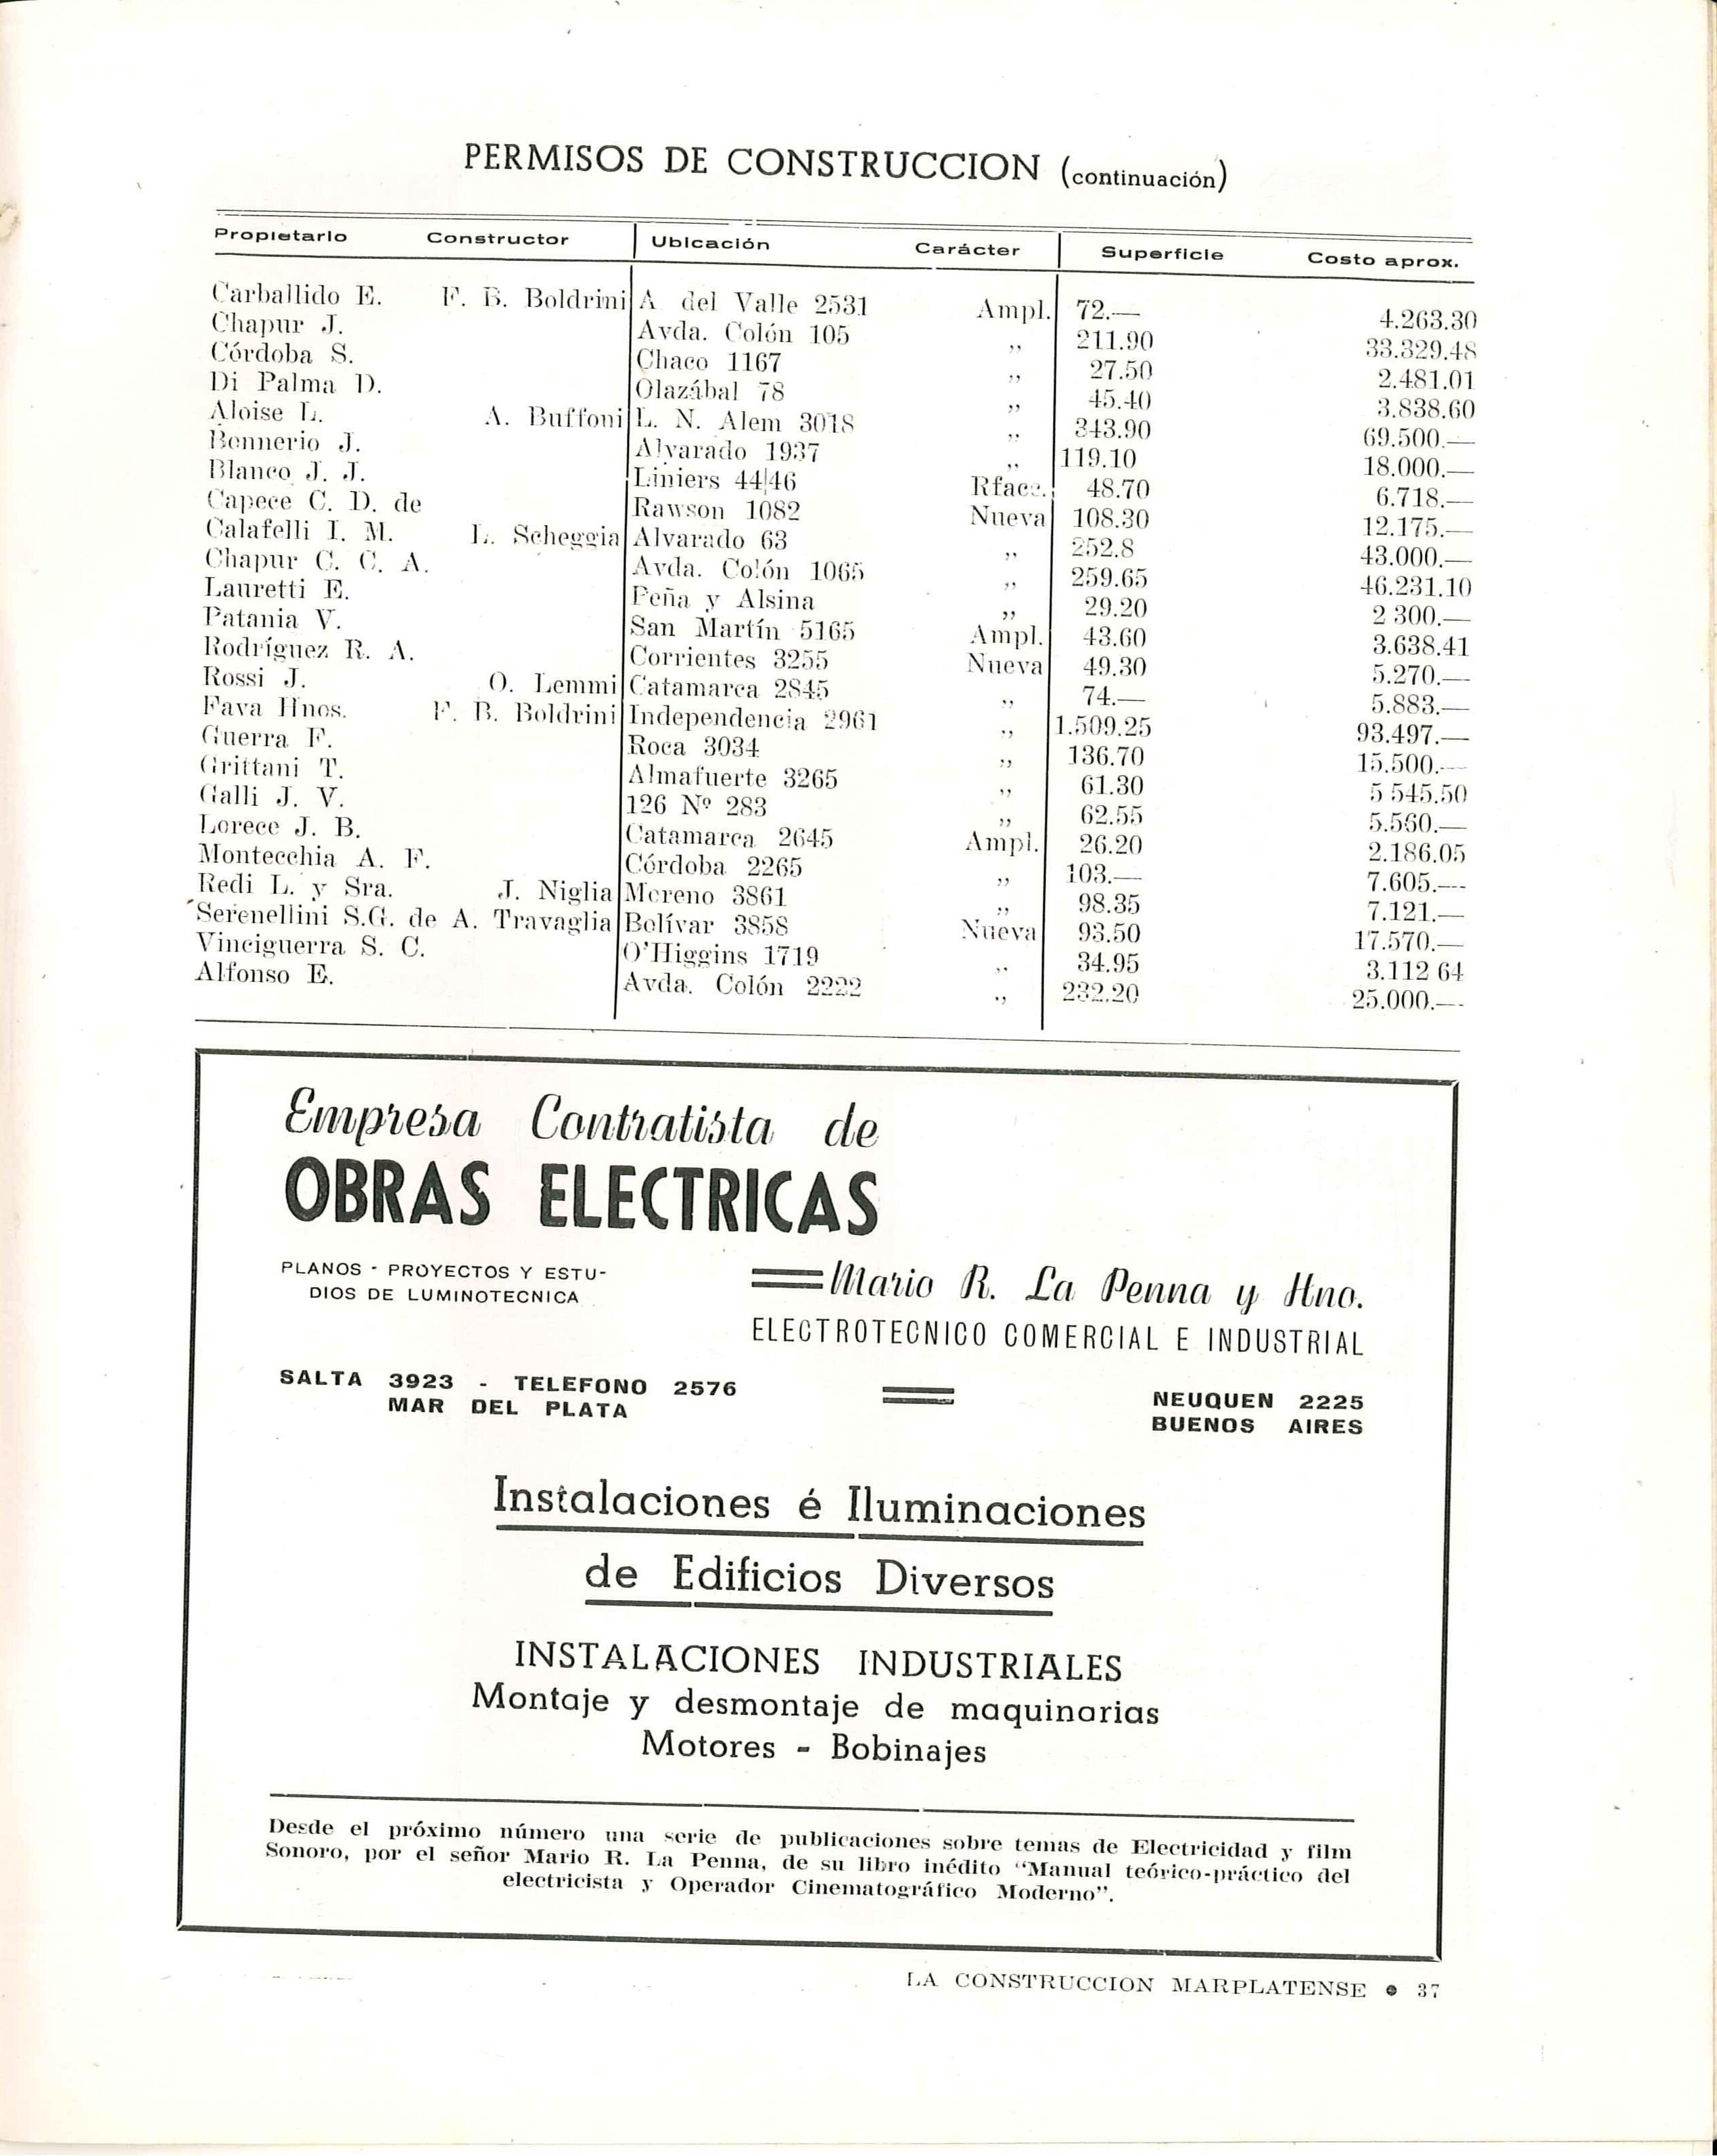 PERMISOS DE CONSTRUCCION (continuación)
Propietario Constructor Ubicación Carácter Superficie Costo aprox.
Carballido E. F. B. Boldrini A del Valle 2531 Ampl. 72.— 4.263.30
Chapur J. Avda. Colón 105 „ 211.90 33.329.48
Córdoba S. Chaco 1167 „ 27.50 2.481.01
Di Palma D. Olazábal 78 „ 45.40 3.838.60
Aloise L. A. Buffoni L. N. Alem 3018 „ 343.90 69.500.—
Bennerio J. Alvarado 1937 „ 119.10 18.000.—
Blanco J. J. Liniers 44|46 Rfacc. 48.70 6.718.—
Capece C. D. de Rawson 1082 Nueva 108.30 12.175.—
Calafelli I. M. L. Scheggia Alvarado 63 „ 252.8 43.000.—
Chapur C. C. A. Avda. Colón 1065 „ 259.65 46.231.10
Lauretti E. Peña y Alsina „ 29.20 2 300.—
Patania V. San Martín 5165 Ampl. 43.60 3.638.41
Rodríguez R. A. Corrientes 3255 Nueva 49.30 5.270.—
Rossi J. O. Lemmi Catamarca 2845 „ 74.— 5.883.—
Fava Hnos. F. B. Boldrini Independencia 2961 „ 1.509.25 93.497.—
Guerra F. Roca 3034 „ 136.70 15.500.—
Grittani T. Almafuerte 3265 „ 61.30 5 545.50
Galli J. V. 126 Nº 283 „ 62.55 5.560.—
Lorece J. B. Catamarca 2645 Ampl. 26.20 2.186.05
Montecchia A. F. Córdoba 2265 „ 103.— 7.605.—
Redi L. y Sra. J. Niglia Moreno 3861 „ 98.35 7.121.—
Serenellini S.G. de A. Travaglia Bolívar 3858 Nueva 93.50 17.570.—
Vinciguerra S. C. O'Higgins 1719 „ 34.95 3.112 64
Alfonso E. Avda. Colón 2222 „ 232.20 25.000.—
Empresa Contratista de
OBRAS ELECTRICAS
PLANOS - PROYECTOS Y ESTU-
DIOS DE LUMINOTECNICA
Mario R. La Penna y Hno.
ELECTROTECNICO COMERCIAL E INDUSTRIAL
SALTA 3923 - TELEFONO 2576
MAR DEL PLATA
NEUQUEN 2225
BUENOS AIRES
Instalaciones é Iluminaciones
de Edificios Diversos
INSTALACIONES INDUSTRIALES
Montaje y desmontaje de maquinarias
Motores - Bobinajes
Desde el próximo número una serie de publicaciones sobre temas de Electricidad y film
Sonoro, por el señor Mario R. La Penna, de su libro inédito "Manual teórico-práctico del
electricista y Operador Cinematográfico Moderno".
LA CONSTRUCCION MARPLATENSE ● 37